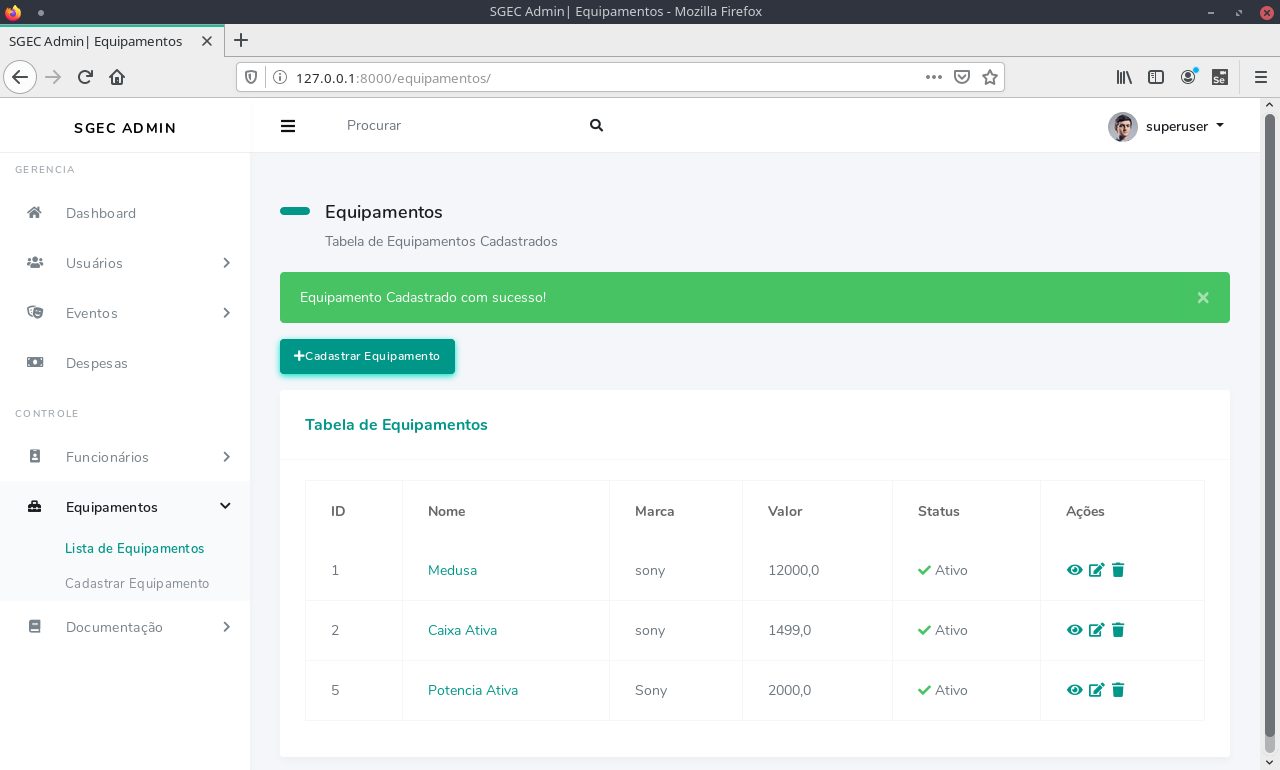 SGEC Admin| Equipamentos - Mozilla Firefox
SGEC Admin| Equipamentos
127.0.0.1:8000/equipamentos/
Se
SGEC ADMIN
Procurar
superuser
GERENCIA
Dashboard
Usuários
Eventos
Despesas
CONTROLE
Funcionários
Equipamentos
Lista de Equipamentos
Cadastrar Equipamento
Documentação
Equipamentos
Tabela de Equipamentos Cadastrados
Equipamento Cadastrado com sucesso! ×
+Cadastrar Equipamento
Tabela de Equipamentos
ID Nome Marca Valor Status Ações
1 Medusa sony 12000,0 Ativo
2 Caixa Ativa sony 1499,0 Ativo
5 Potencia Ativa Sony 2000,0 Ativo